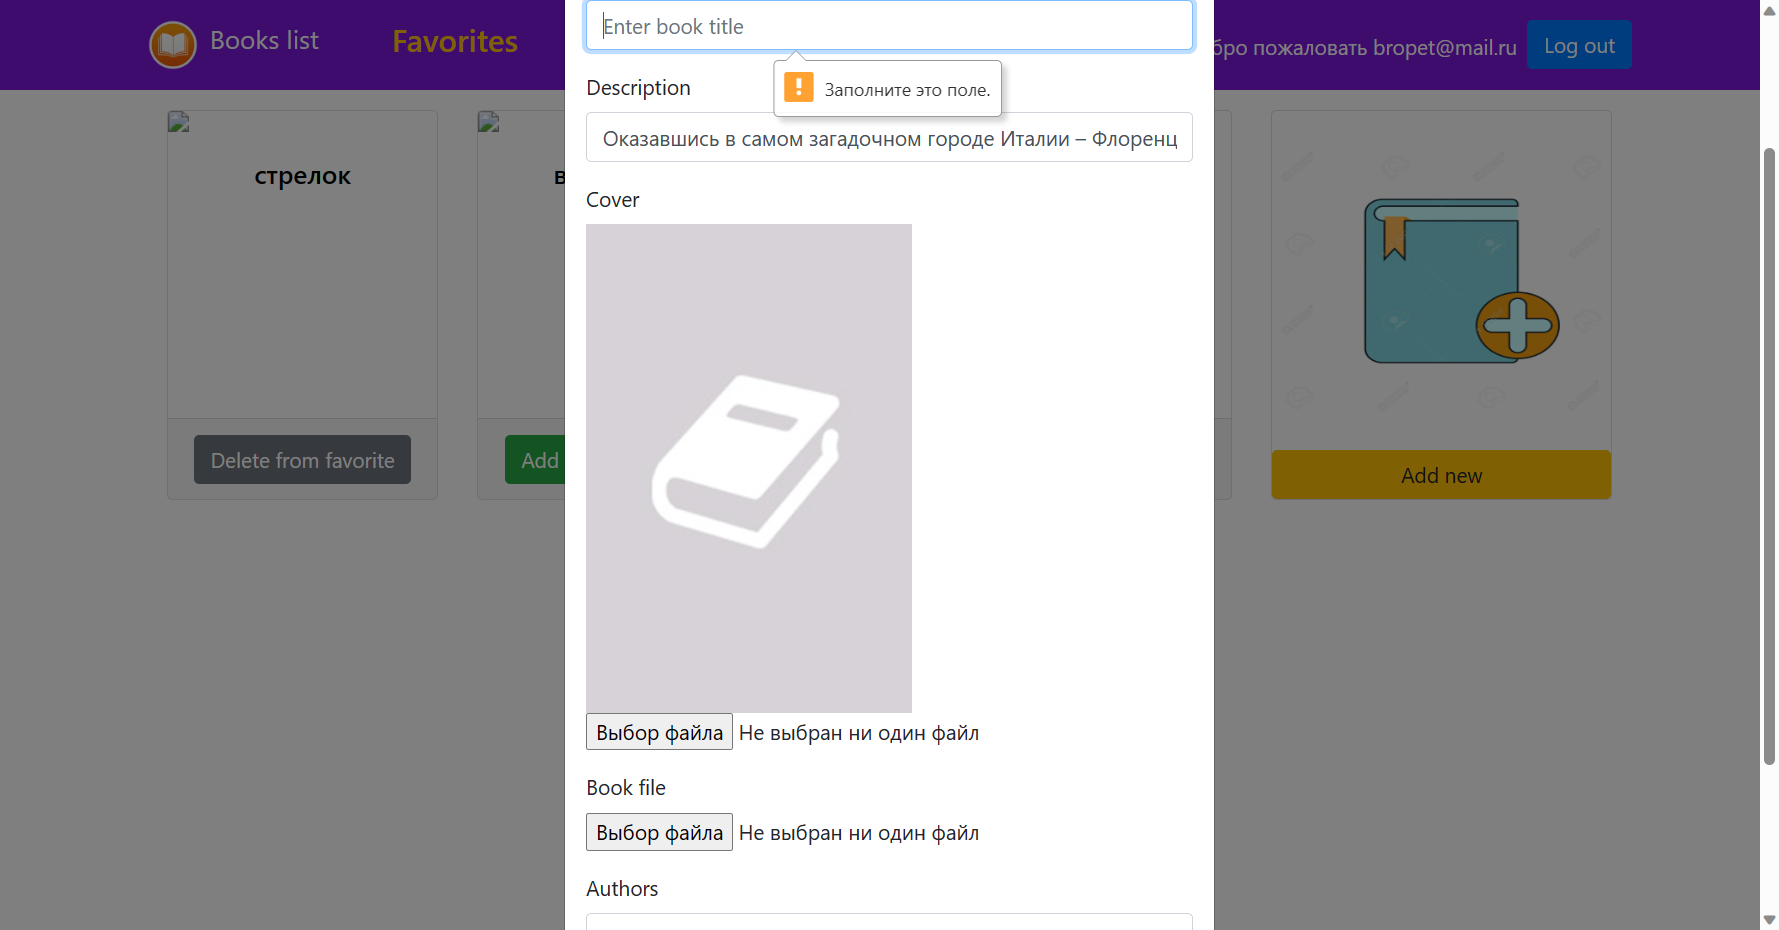 Books list
Favorites
бро пожаловать bropet@mail.ru
Log out
Enter book title
Заполните это поле.
Description
Оказавшись в самом загадочном городе Италии – Флоренц
Cover
стрелок
Delete from favorite
Add
Add new
Выбор файла Не выбран ни один файл
Book file
Выбор файла Не выбран ни один файл
Authors